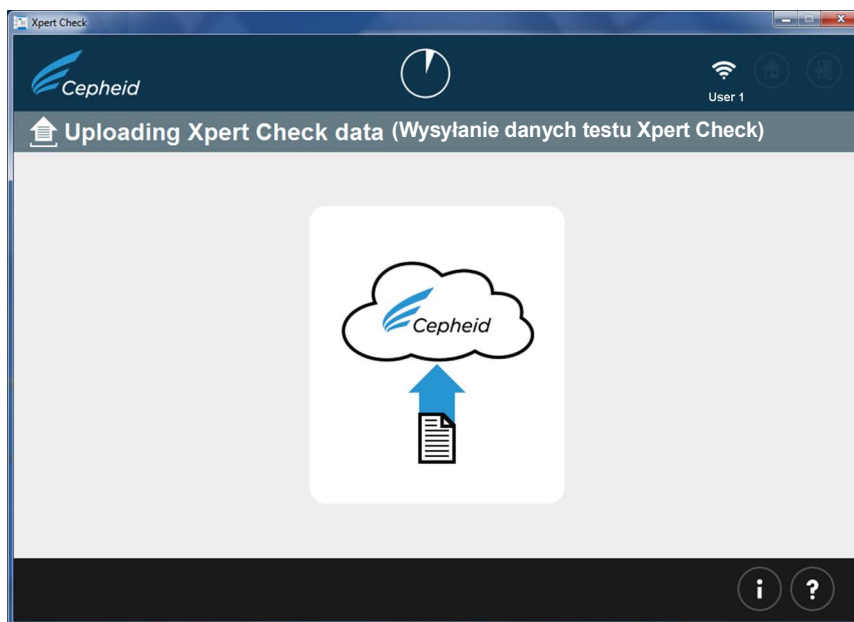 Xpert Check
Cepheid
User 1
Uploading Xpert Check data (Wysyłanie danych testu Xpert Check)
Cepheid
i ?